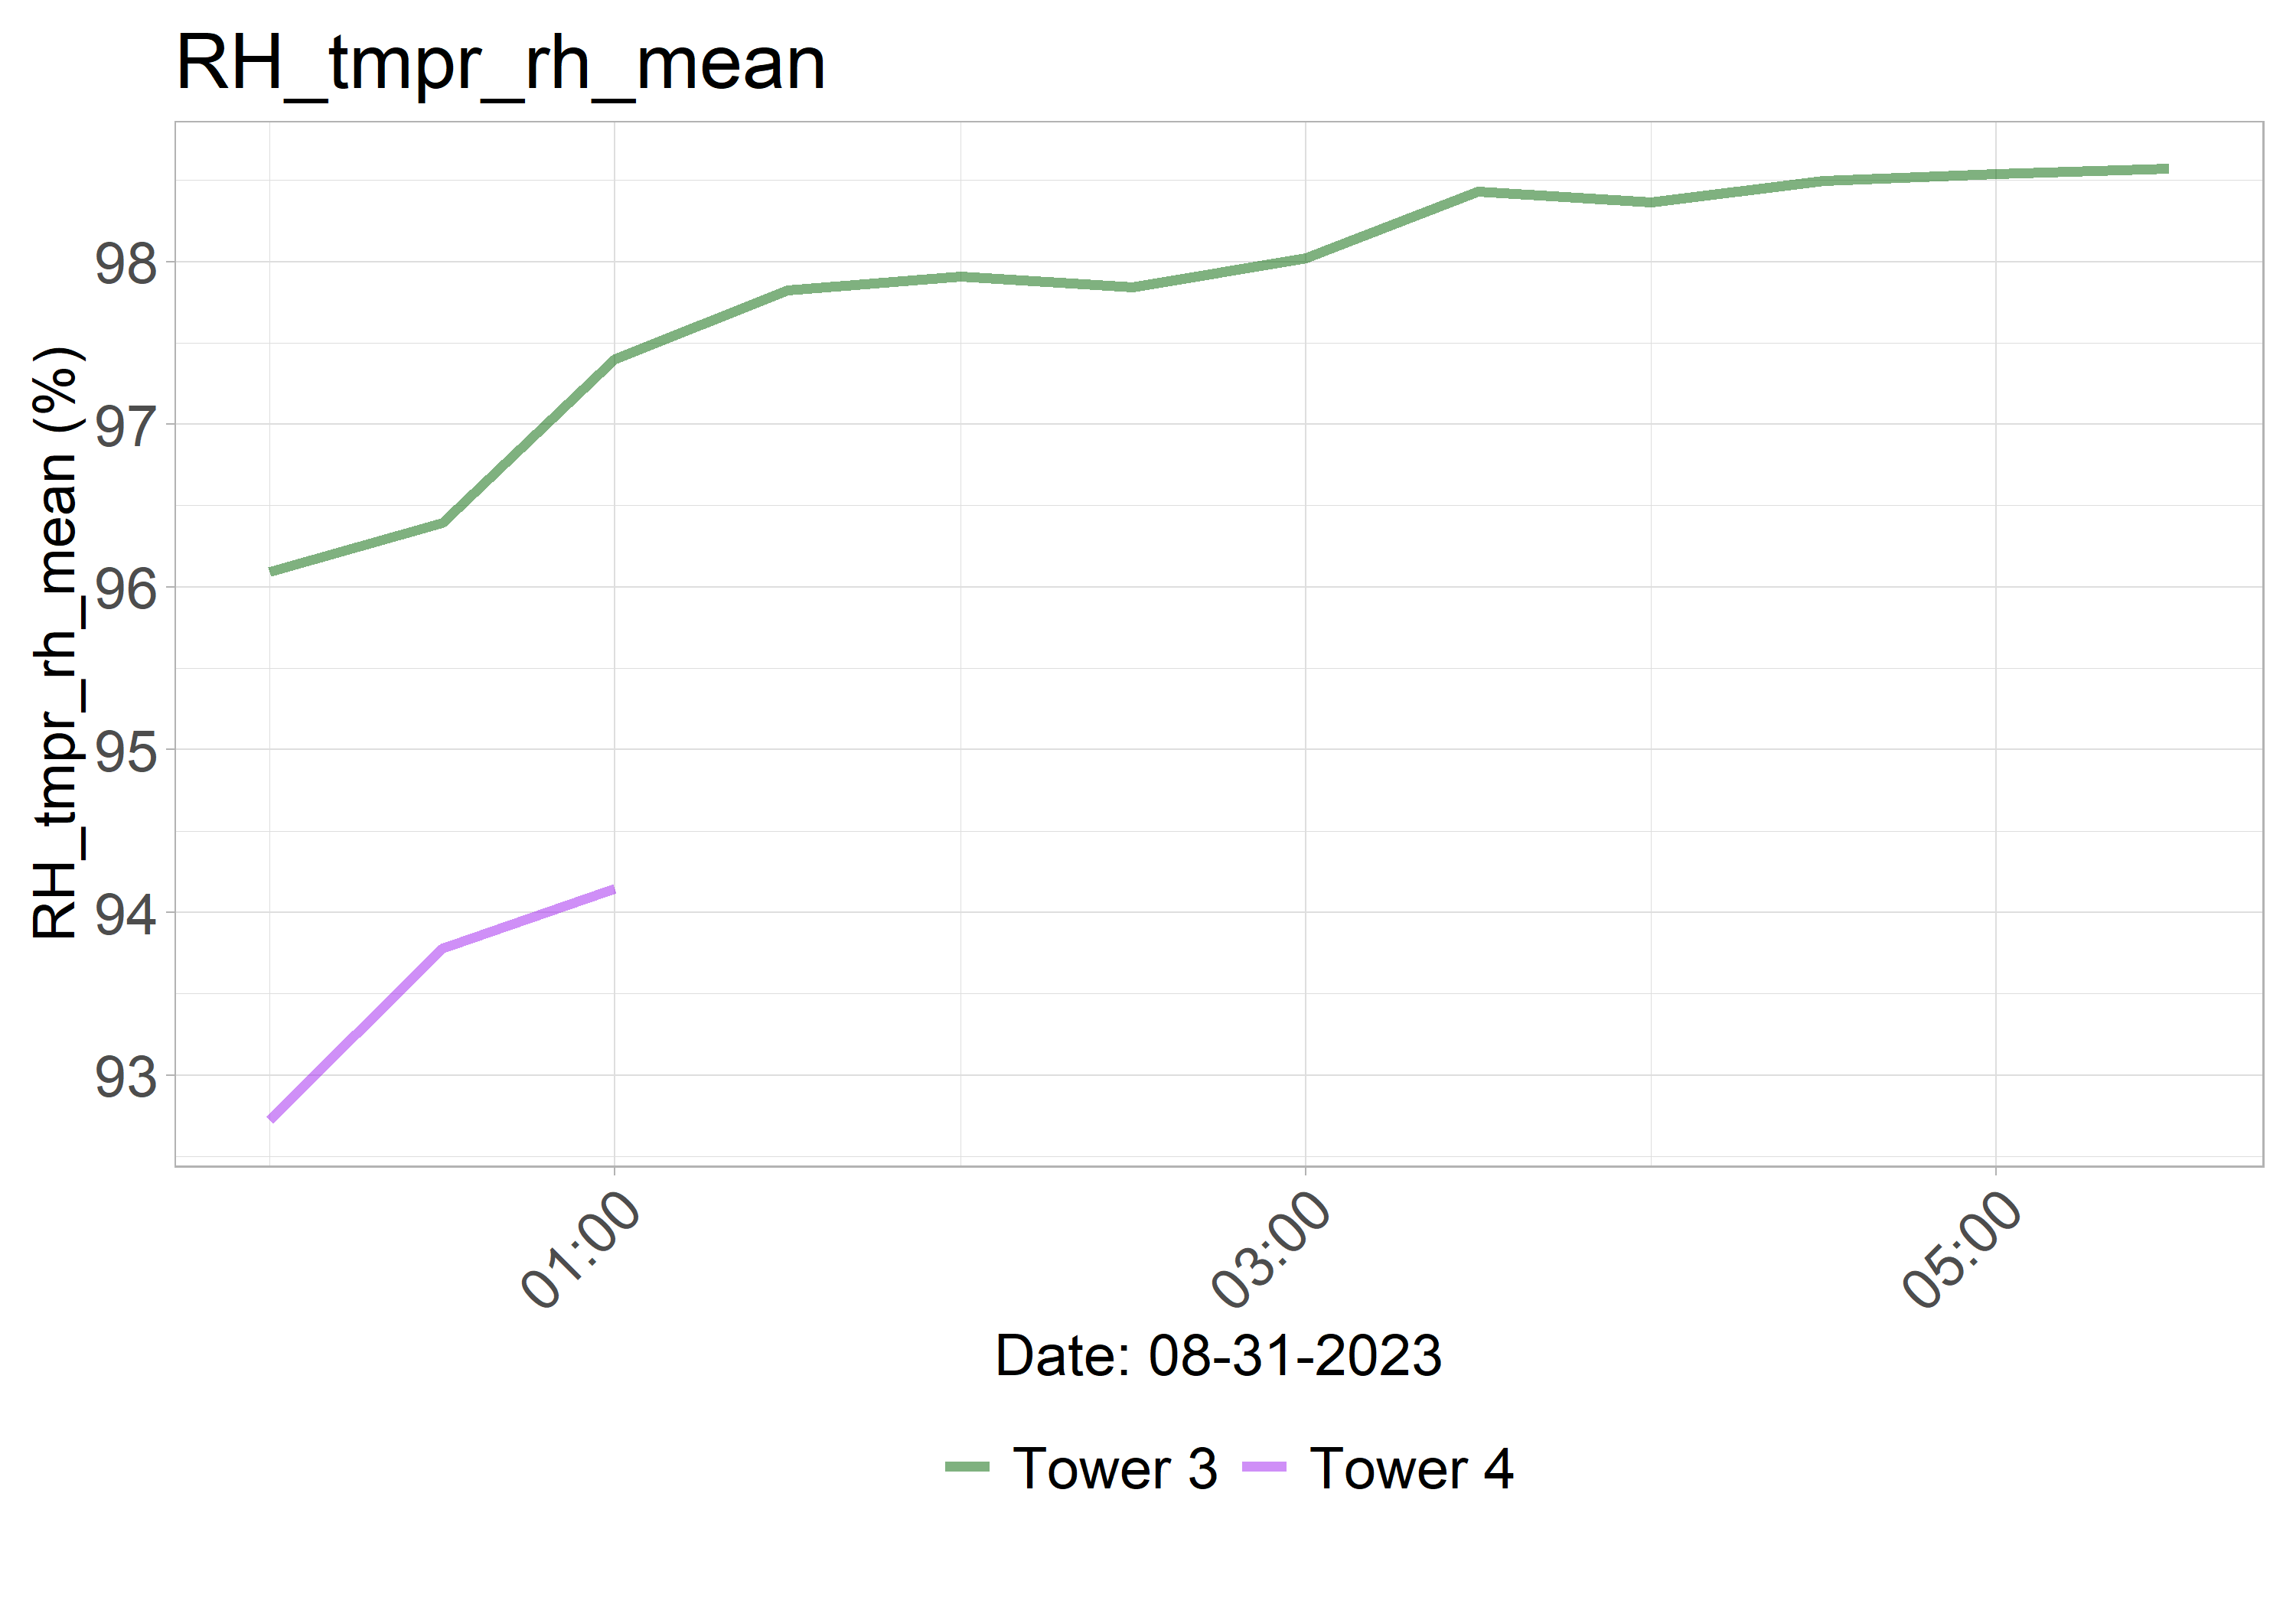 RH_tmpr_rh_mean
RH_tmpr_rh_mean (%)
98
97
96
95
94
93
01:00
03:00
05:00
Date: 08-31-2023
Tower 3
Tower 4